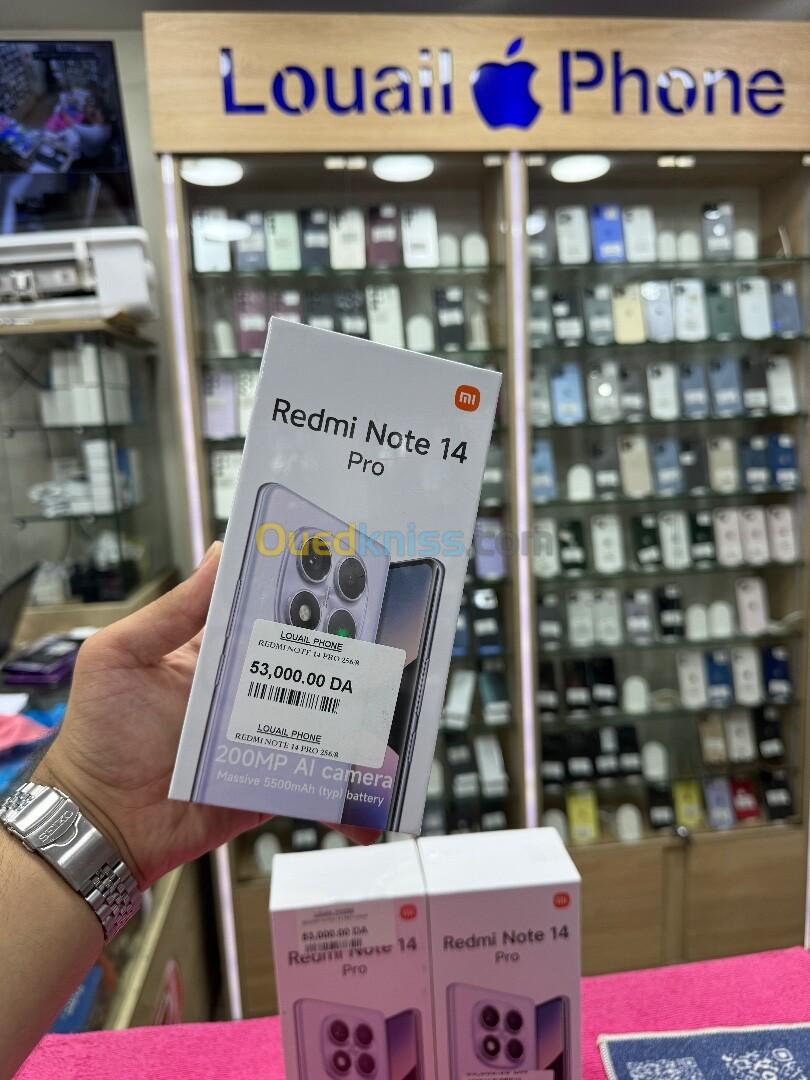 Louail Phone
Redmi Note 14
Pro
Ouedkniss.com
LOUAIL PHONE
REDMI NOTE 14 PRO 256/8
53,000.00 DA
LOUAIL PHONE
REDMI NOTE 14 PRO 256/8
200MP AI camera
Massive 5500mAh (typ) battery
SEIKO
53,000.00 DA
Redmi Note 14
Pro
Redmi Note 14
Pro